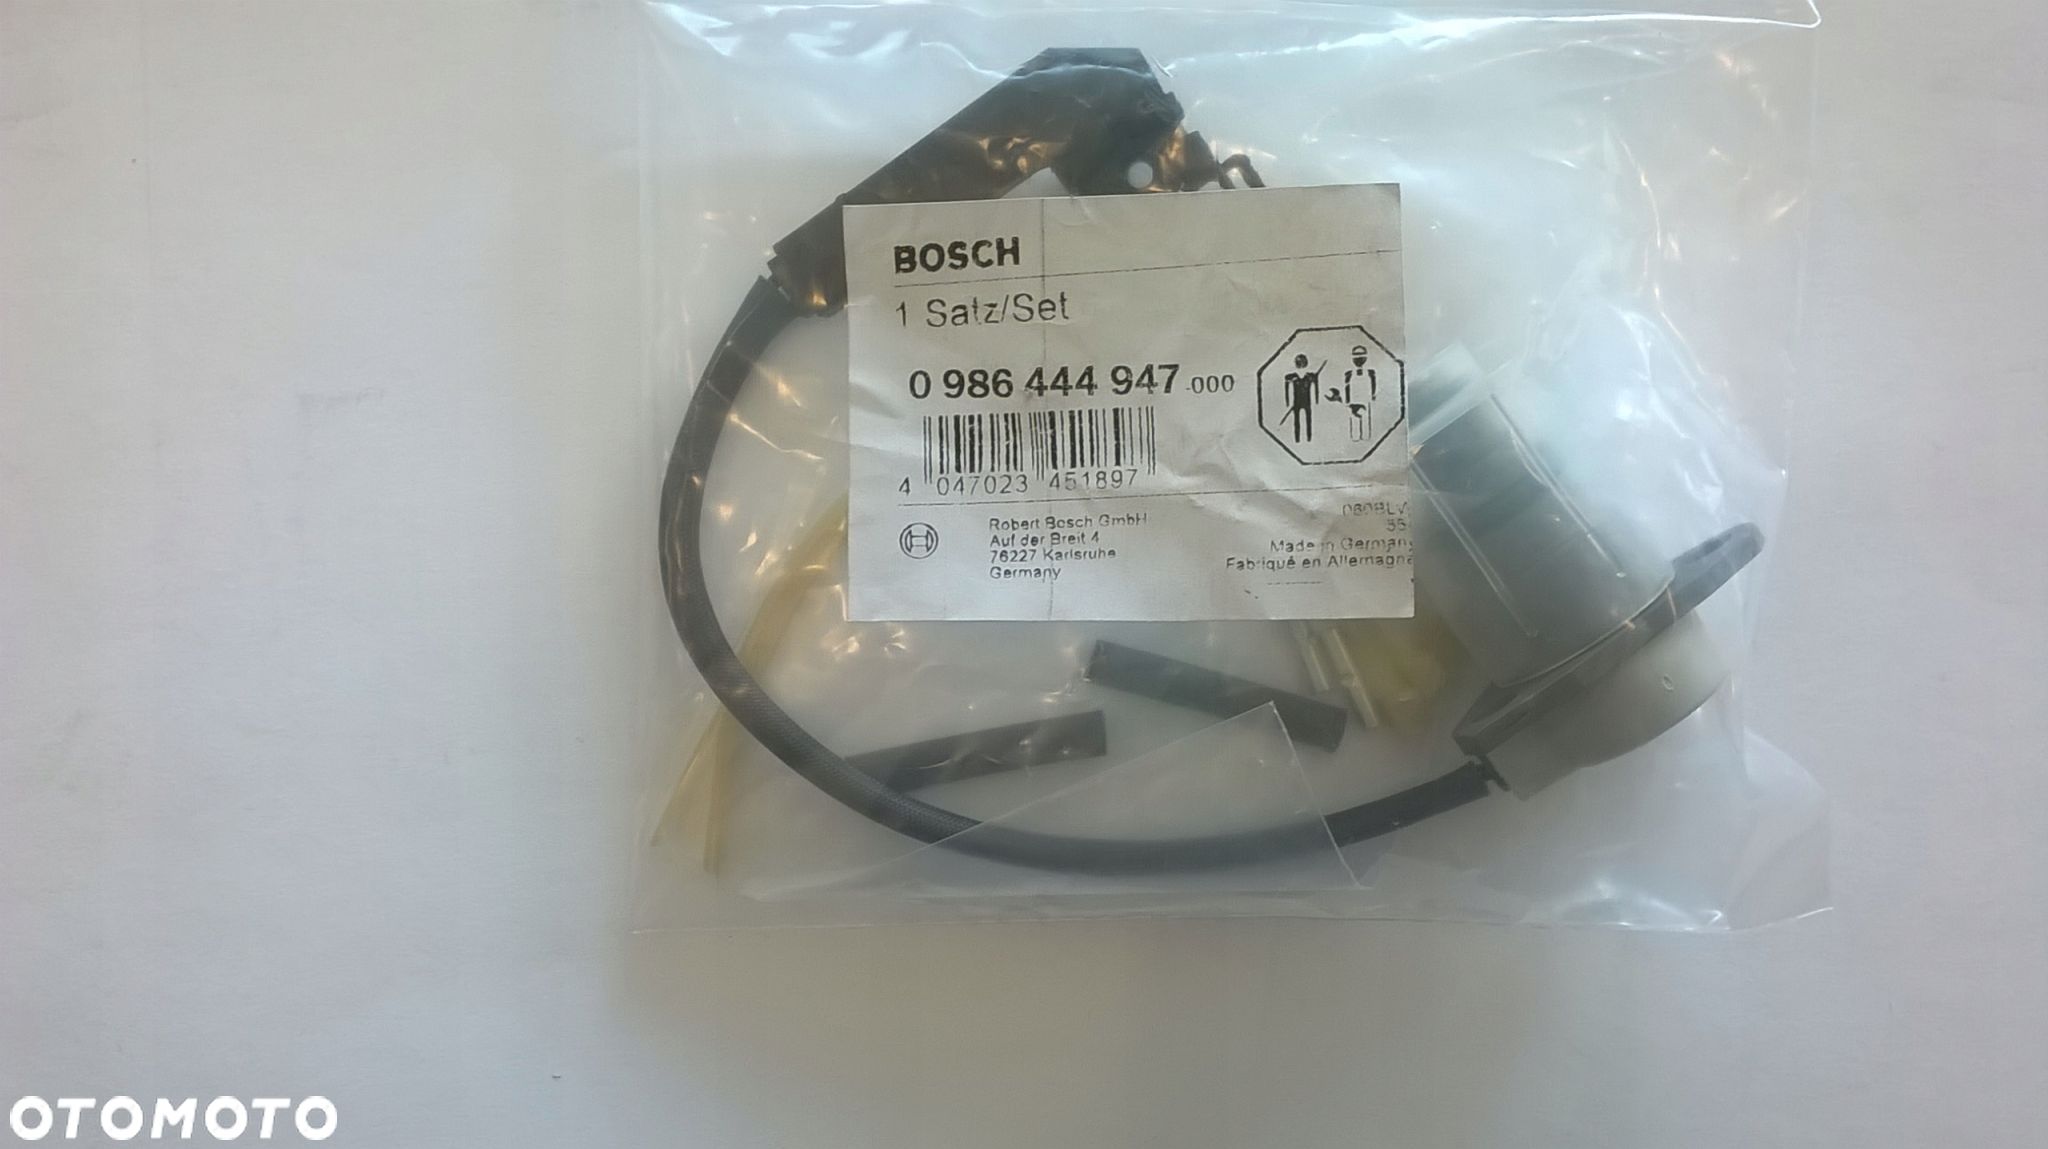 BOSCH
1 Satz/Set
0 986 444 947-000
4 047023 451897
Robert Bosch GmbH
Auf der Breit 4
76227 Karlsruhe
Germany
Made in Germany
Fabriqué en Allemagne
OTOMOTO